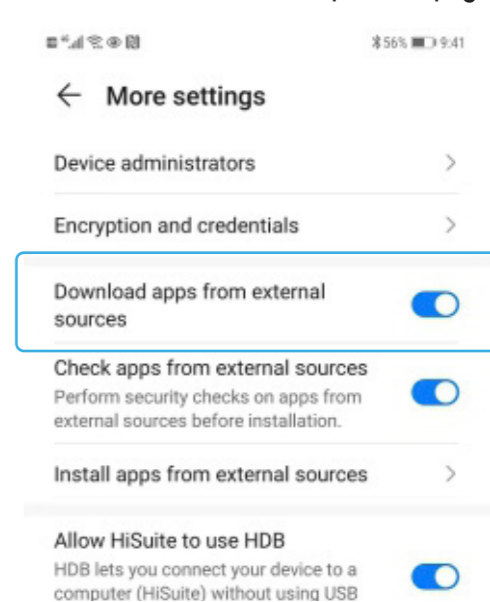 56% 9:41
← More settings
Device administrators
Encryption and credentials
Download apps from external
sources
Check apps from external sources
Perform security checks on apps from
external sources before installation.
Install apps from external sources
Allow HiSuite to use HDB
HDB lets you connect your device to a
computer (HiSuite) without using USB